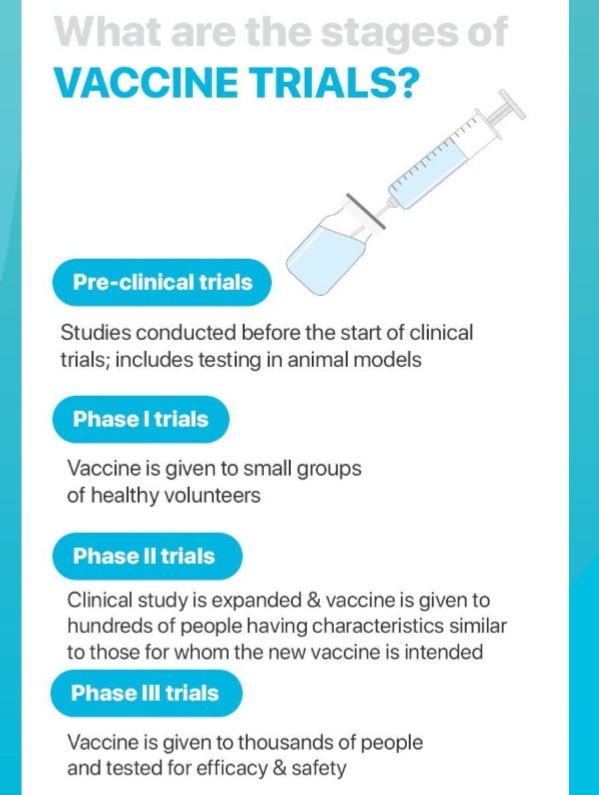 What are the stages of
VACCINE TRIALS?
Pre-clinical trials
Studies conducted before the start of clinical
trials; includes testing in animal models
Phase I trials
Vaccine is given to small groups
of healthy volunteers
Phase II trials
Clinical study is expanded & vaccine is given to
hundreds of people having characteristics similar
to those for whom the new vaccine is intended
Phase III trials
Vaccine is given to thousands of people
and tested for efficacy & safety